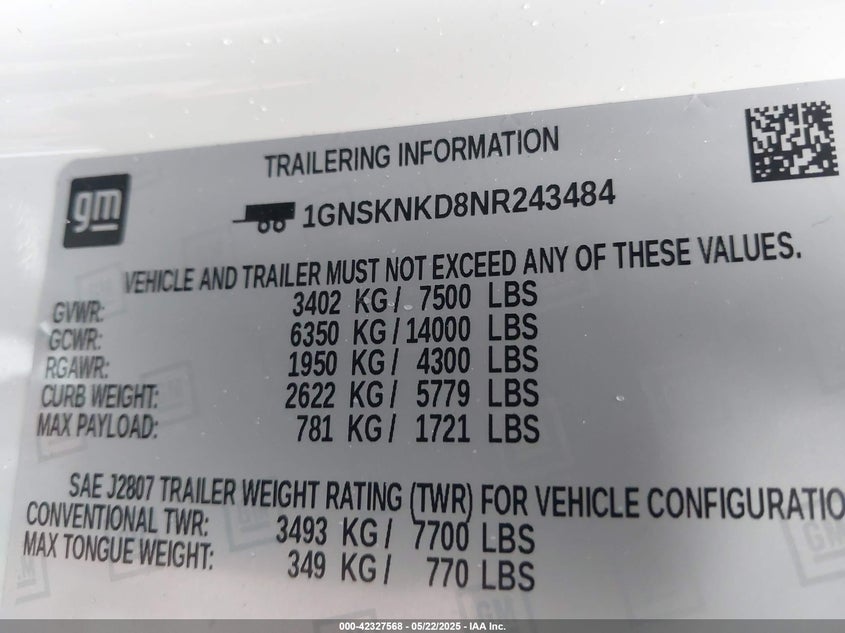 TRAILERING INFORMATION
gm
1GNSKNKD8NR243484
VEHICLE AND TRAILER MUST NOT EXCEED ANY OF THESE VALUES.
GVWR: 3402 KG / 7500 LBS
GCWR: 6350 KG / 14000 LBS
RGAWR: 1950 KG / 4300 LBS
CURB WEIGHT: 2622 KG / 5779 LBS
MAX PAYLOAD: 781 KG / 1721 LBS
SAE J2807 TRAILER WEIGHT RATING (TWR) FOR VEHICLE CONFIGURATIO
CONVENTIONAL TWR: 3493 KG / 7700 LBS
MAX TONGUE WEIGHT: 349 KG / 770 LBS
000-42327568 - 05/22/2025 - IAA Inc.